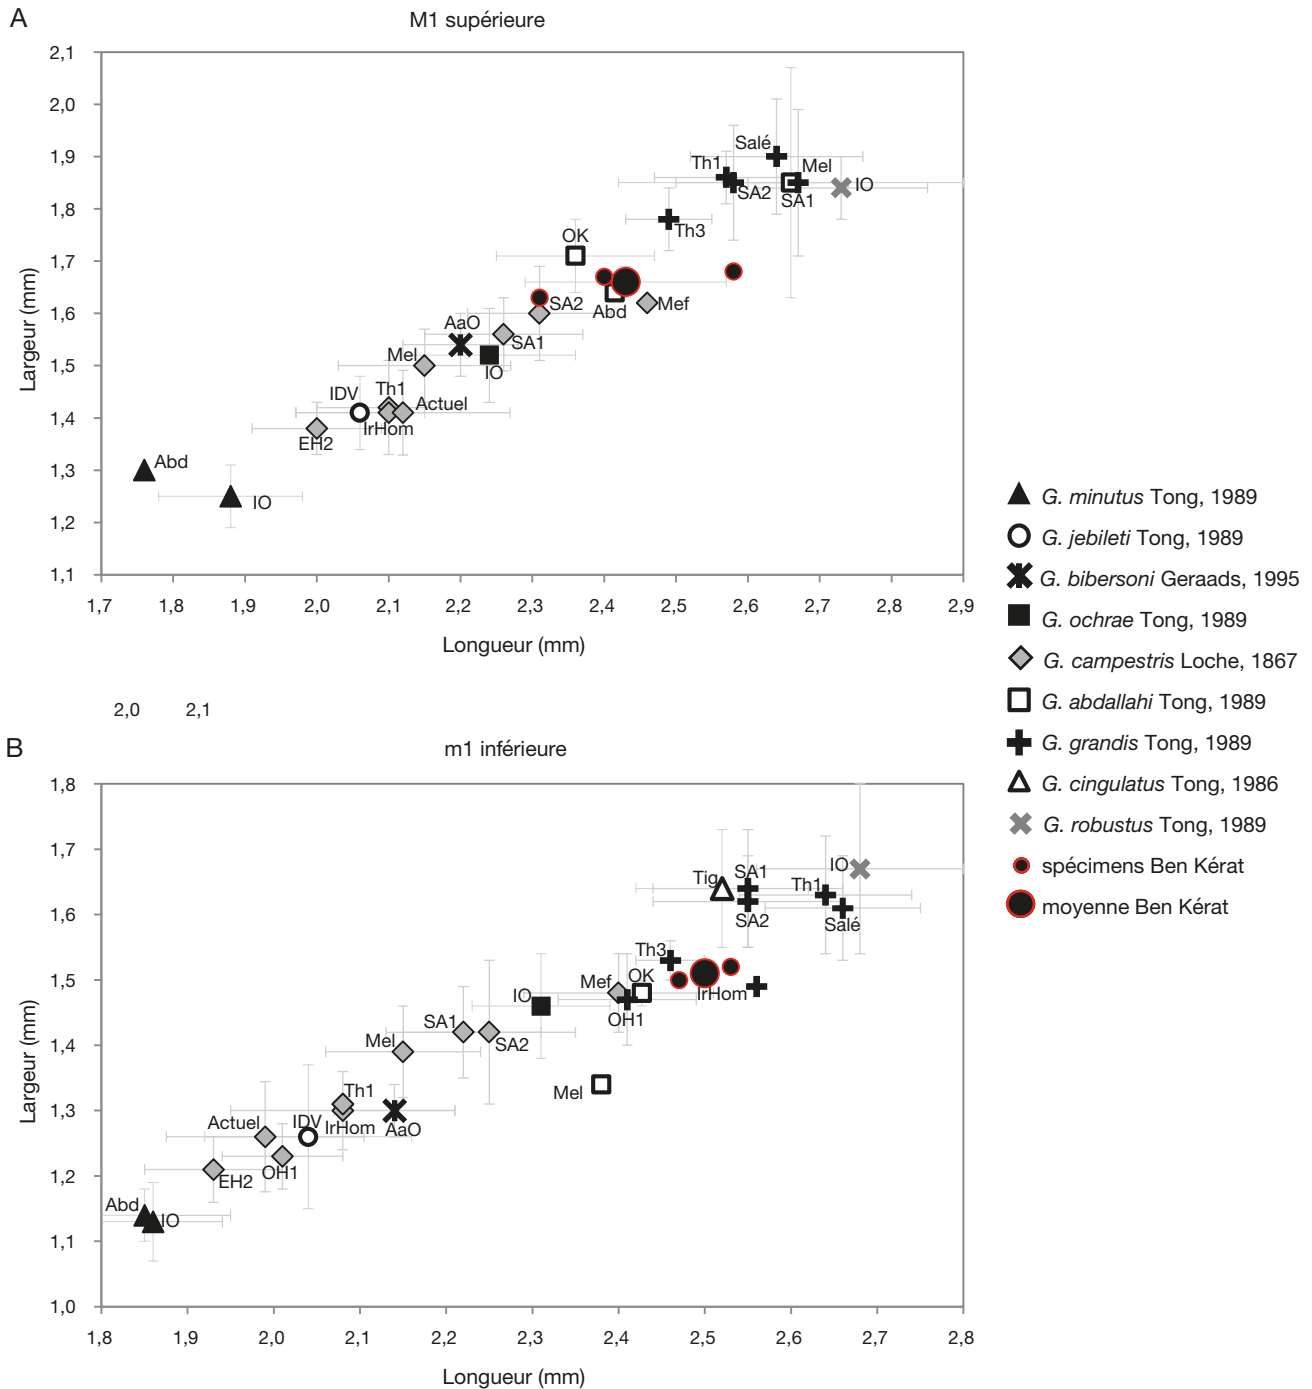 A
M1 supérieure
2,1
2,0
1,9
1,8
1,7
1,6
1,5
1,4
1,3
1,2
1,1
Largeur (mm)
Salé
Th1
Mel
SA2
SA1
IO
Th3
OK
Abd
Mef
SA2
AaO
SA1
Mel
IO
IDV
Th1
Actuel
IrHom
EH2
Abd
IO
1,7
1,8
1,9
2,0
2,1
2,2
2,3
2,4
2,5
2,6
2,7
2,8
2,9
Longueur (mm)
G. minutus Tong, 1989
G. jebileti Tong, 1989
G. bibersoni Geraads, 1995
G. ochrae Tong, 1989
G. campestris Loche, 1867
G. abdallahi Tong, 1989
G. grandis Tong, 1989
G. cingulatus Tong, 1986
G. robustus Tong, 1989
spécimens Ben Kérat
moyenne Ben Kérat
2,0
2,1
B
m1 inférieure
1,8
1,7
1,6
1,5
1,4
1,3
1,2
1,1
1,0
Largeur (mm)
Tig
SA1
SA2
Th1
IO
Salé
Th3
Mef
OK
IrHom
OH1
IO
SA1
SA2
Mel
Mel
Th1
IrHom
AaO
Actuel
IDV
EH2
OH1
Abd
IO
1,8
1,9
2,0
2,1
2,2
2,3
2,4
2,5
2,6
2,7
2,8
Longueur (mm)